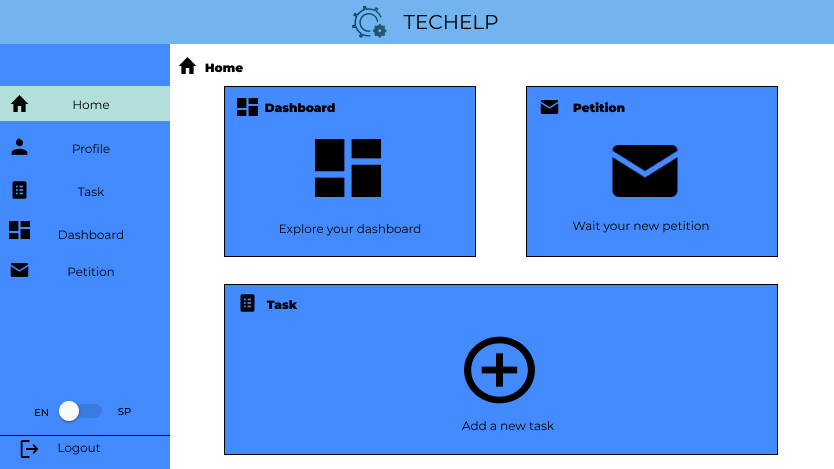 TECHELP
Home
Profile
Task
Dashboard
Petition
EN
SP
Logout
Home
Dashboard
Explore your dashboard
Petition
Wait your new petition
Task
Add a new task